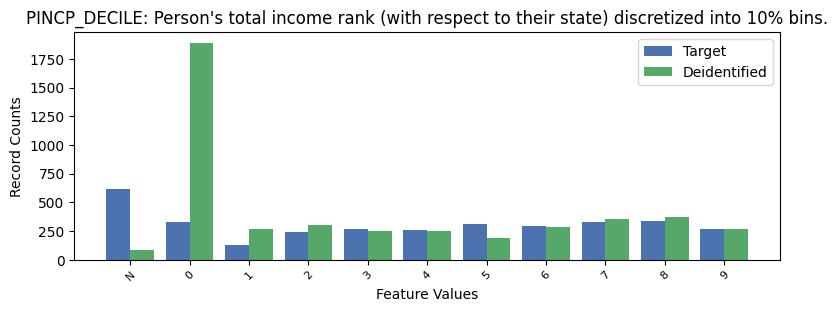 PINCP_DECILE: Person's total income rank (with respect to their state) discretized into 10% bins.
Target
Deidentified
Record Counts
1750
1500
1250
1000
750
500
250
0
N 0 1 2 3 4 5 6 7 8 9
Feature Values